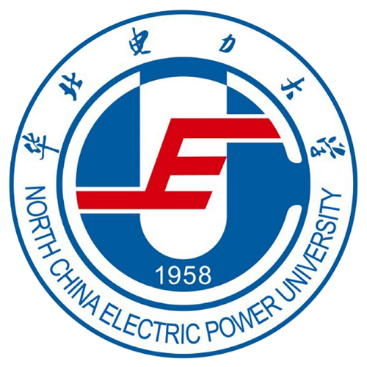 华北电力大学
1958
NORTH CHINA ELECTRIC POWER UNIVERSITY